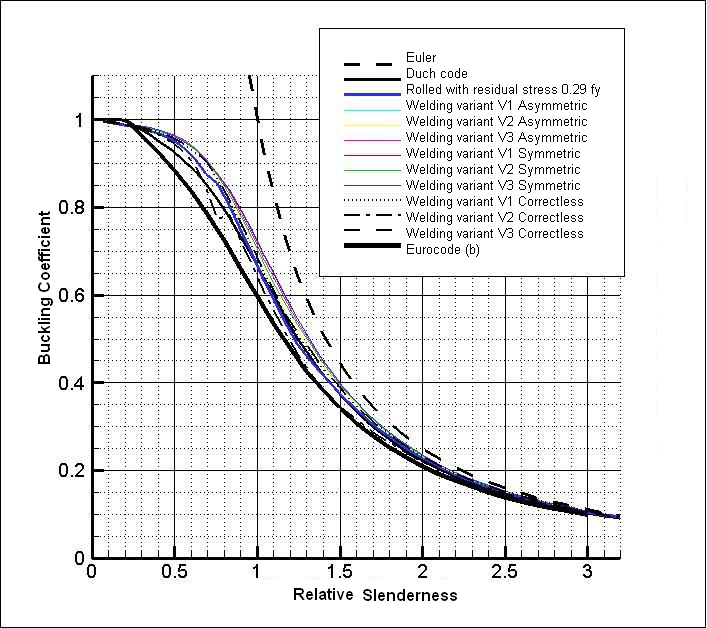 Euler
Duch code
Rolled with residual stress 0.29 fy
Welding variant V1 Asymmetric
Welding variant V2 Asymmetric
Welding variant V3 Asymmetric
Welding variant V1 Symmetric
Welding variant V2 Symmetric
Welding variant V3 Symmetric
Welding variant V1 Correctless
Welding variant V2 Correctless
Welding variant V3 Correctless
Eurocode (b)
Buckling Coefficient
1
0.8
0.6
0.4
0.2
0
0 0.5 1 1.5 2 2.5 3
Relative Slenderness